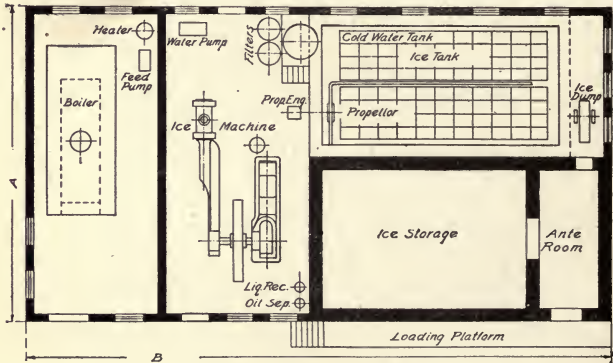 Heater
Water Pump
Filters
Cold Water Tank
Ice Tank
Feed
Pump
Boiler
Prop.Eng.
Propellor
Ice
Dump
Ice Machine
A
Ice Storage
Ante
Room
Liq.Rec.
Oil Sep.
Loading Platform
B